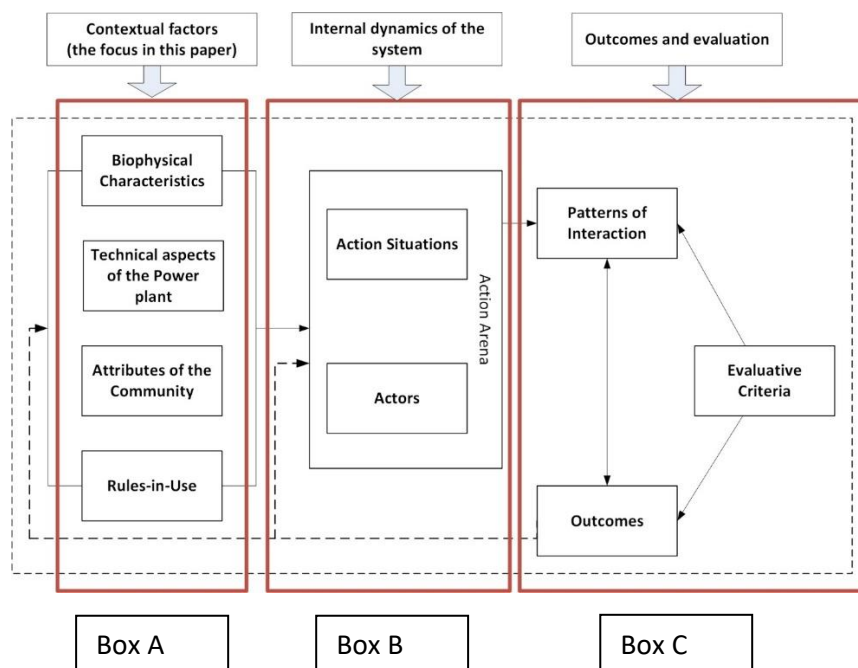 Contextual factors
(the focus in this paper)
Internal dynamics of the
system
Outcomes and evaluation
Biophysical
Characteristics
Technical aspects
of the Power
plant
Attributes of the
Community
Rules-in-Use
Action Situations
Actors
Action Arena
Patterns of
Interaction
Evaluative
Criteria
Outcomes
Box A
Box B
Box C